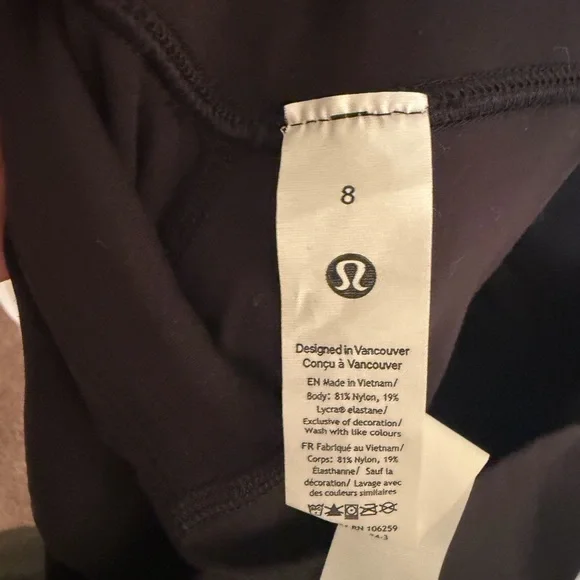 8
Designed in Vancouver
Conçu à Vancouver
EN Made in Vietnam/
Body: 81% Nylon, 19%
Lycra® elastane/
Exclusive of decoration/
Wash with like colours
FR Fabriqué au Vietnam/
Corps: 81% Nylon, 19%
Élasthanne/ Sauf la
décoration/ Lavage avec
des couleurs similaires
RN 106259